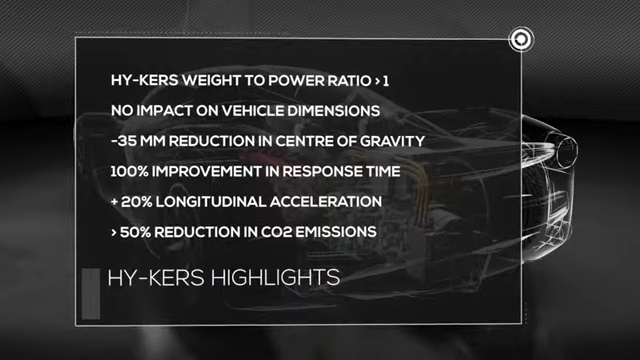 HY-KERS WEIGHT TO POWER RATIO > 1
NO IMPACT ON VEHICLE DIMENSIONS
-35 MM REDUCTION IN CENTRE OF GRAVITY
100% IMPROVEMENT IN RESPONSE TIME
+ 20% LONGITUDINAL ACCELERATION
> 50% REDUCTION IN CO2 EMISSIONS
HY-KERS HIGHLIGHTS